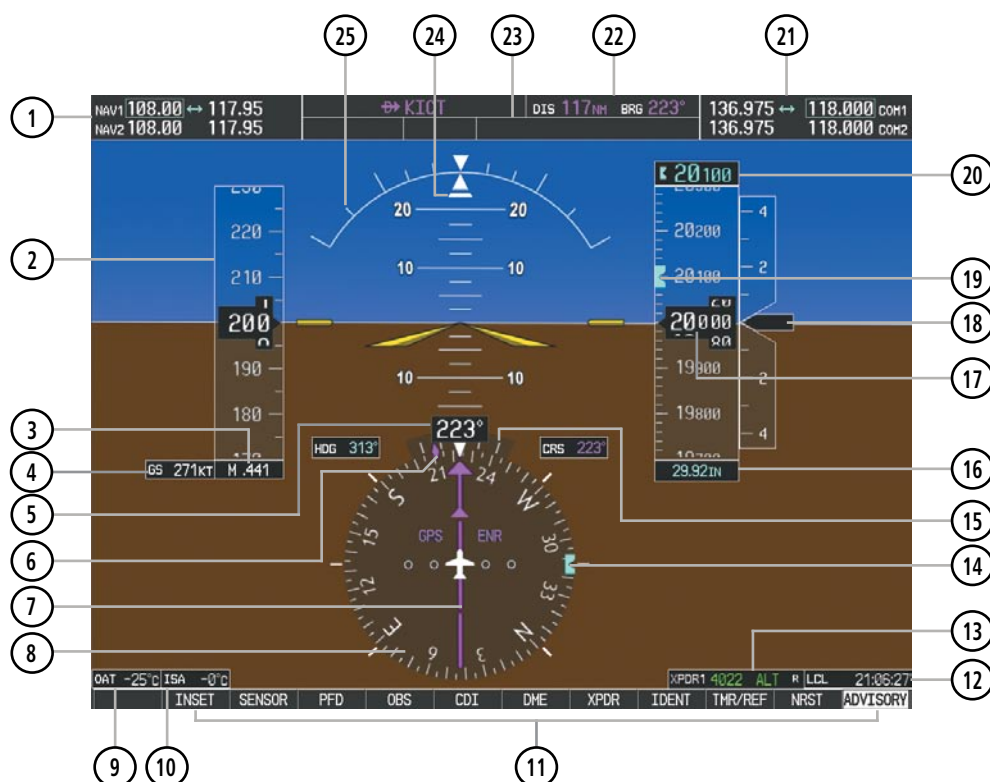 25 24 23 22 21
1 NAV1 108.00 ↔ 117.95 D KICT DIS 117NM BRG 223° 136.975 ↔ 118.000 COM1
NAV2 108.00 117.95 136.975 118.000 COM2
20100 20
20 20
220 20200 4
2 210 10 10 20100 2 19
200 20000 20 80 18
190 10 10 19900 2 17
180 19800 4
3 223°
HDG 313° CRS 223°
4 GS 271KT M .441 29.92IN 16
5 21 24 15
S W
6 15 GPS ENR 30 14
12 33
7 E N 13
8 6 3
XPDR1 4022 ALT R LCL 21:06:27 12
OAT -25°C ISA -0°C
INSET SENSOR PFD OBS CDI DME XPDR IDENT TMR/REF NRST ADVISORY
9 10 11